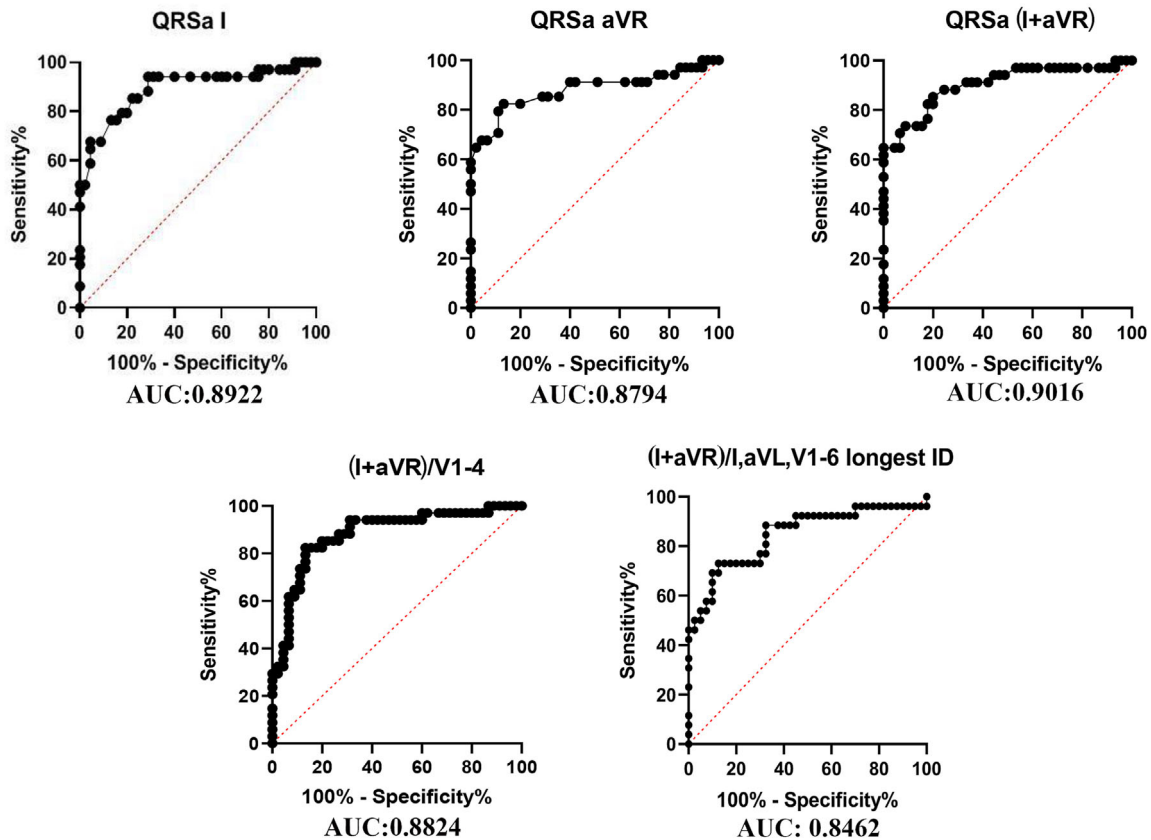 QRSa I
QRSa aVR
QRSa (I+aVR)
100
80
60
40
20
0
Sensitivity%
0 20 40 60 80 100
100% - Specificity%
AUC:0.8922
100
80
60
40
20
0
Sensitivity%
0 20 40 60 80 100
100% - Specificity%
AUC:0.8794
100
80
60
40
20
0
Sensitivity%
0 20 40 60 80 100
100% - Specificity%
AUC:0.9016
(I+aVR)/V1-4
(I+aVR)/I,aVL,V1-6 longest ID
100
80
60
40
20
0
Sensitivity%
0 20 40 60 80 100
100% - Specificity%
AUC:0.8824
100
80
60
40
20
0
Sensitivity%
0 20 40 60 80 100
100% - Specificity%
AUC: 0.8462